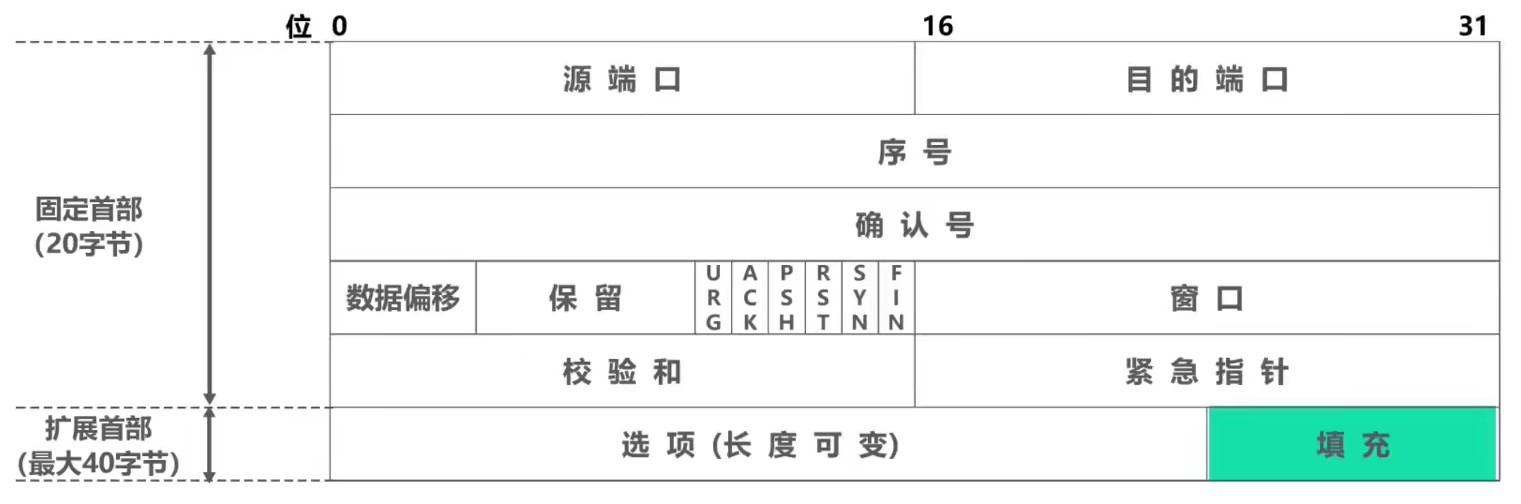 位 0 16 31
源 端 口 目 的 端 口
序 号
确 认 号
固定首部
(20字节)
数据偏移 保 留 URG ACK PSH RST SYN FIN 窗 口
校 验 和 紧 急 指 针
扩展首部
(最大40字节)
选 项 (长 度 可 变) 填 充